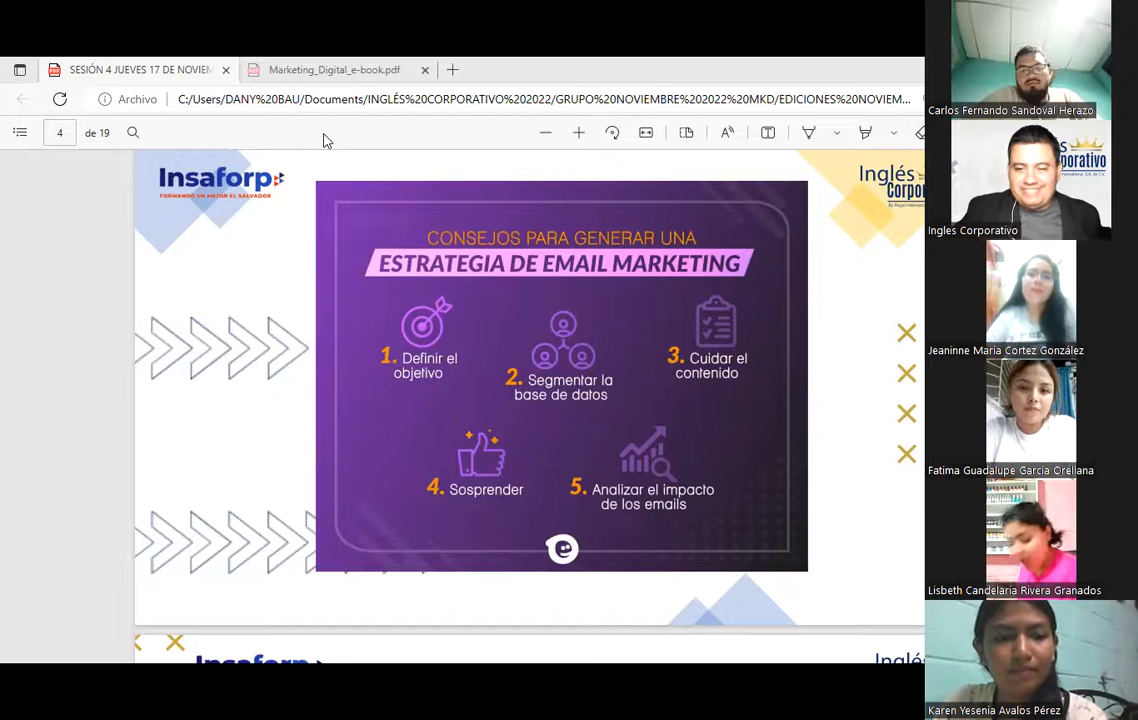 SESIÓN 4 JUEVES 17 DE NOVIEM
Marketing_Digital_e-book.pdf
Archivo
C:/Users/DANY%20BAU/Documents/INGLÉS%20CORPORATIVO%202022/GRUPO%20NOVIEMBRE%202022%20MKD/EDICIONES%20NOVIEM...
4
de 19
Insaforp
FORMANDO UN MEJOR EL SALVADOR
Inglés
Corpor
CONSEJOS PARA GENERAR UNA
ESTRATEGIA DE EMAIL MARKETING
1. Definir el
objetivo
2. Segmentar la
base de datos
3. Cuidar el
contenido
4. Sosprender
5. Analizar el impacto
de los emails
Insaforp
Inglés
Carlos Fernando Sandoval Herazo
rporativo
Ingles Corporativo
Jeaninne María Cortez González
Fatima Guadalupe Garcia Orellana
Lisbeth Candelaria Rivera Granados
Karen Yesenia Avalos Pérez